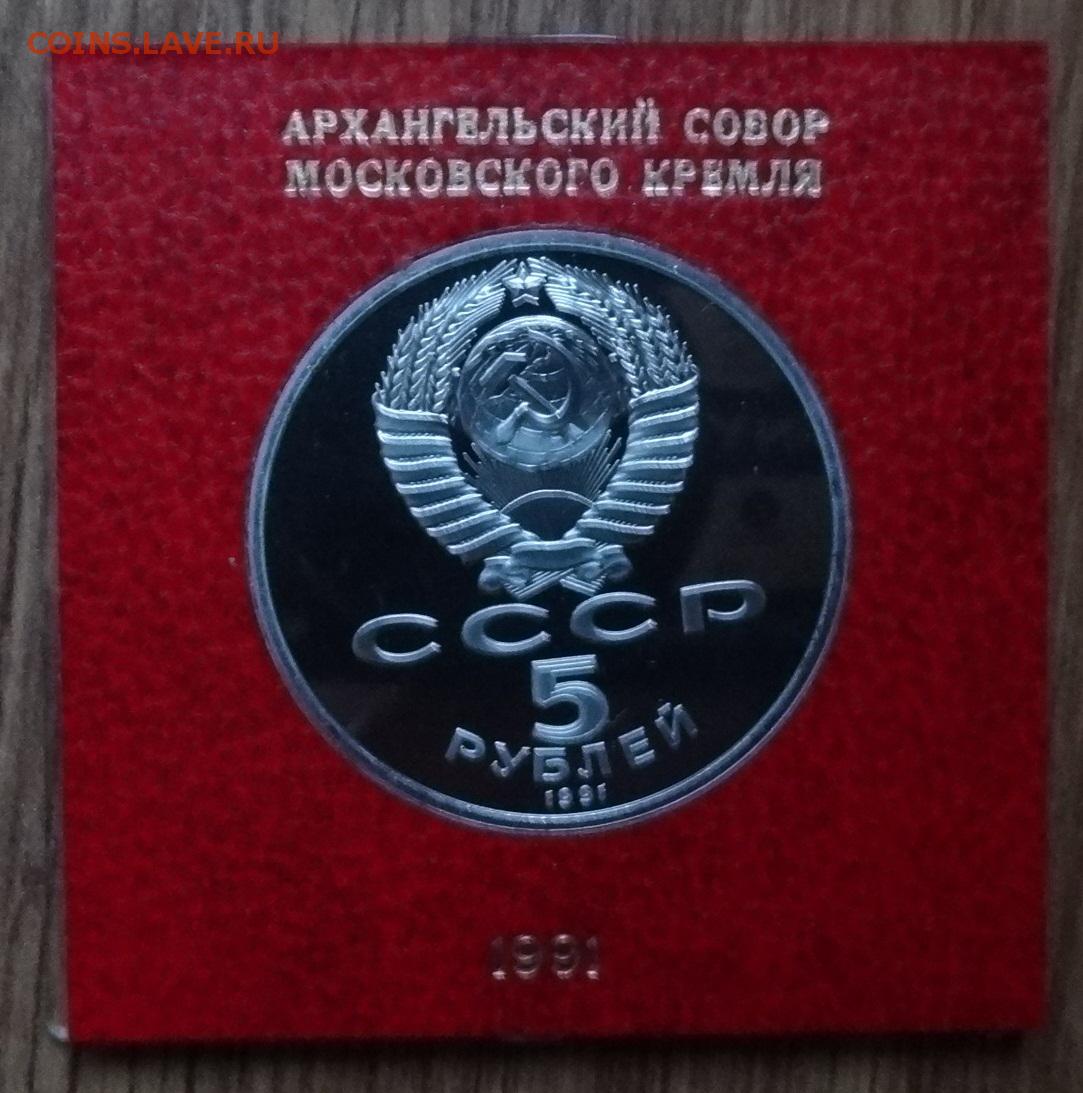 COINS.LAVE.RU
АРХАНГЕЛЬСКИЙ СОБОР
МОСКОВСКОГО КРЕМЛЯ
СССР
5
РУБЛЕЙ
1991
1991